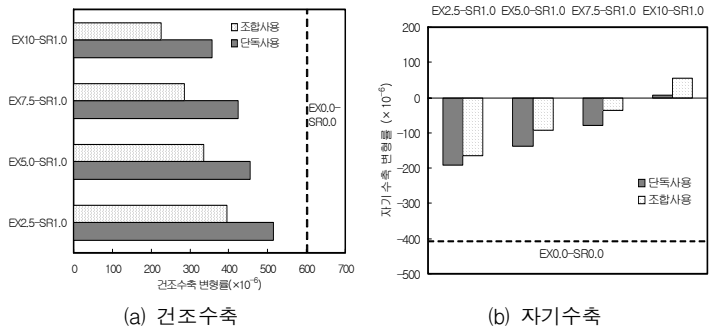 EX10-SR1.0
EX7.5-SR1.0
EX5.0-SR1.0
EX2.5-SR1.0
조합사용
단독사용
EX0.0-
SR0.0
0 100 200 300 400 500 600 700
건조수축 변형률(×10⁻⁶)
(a) 건조수축
EX2.5-SR1.0 EX5.0-SR1.0 EX7.5-SR1.0 EX10-SR1.0
200
100
0
-100
-200
-300
-400
-500
자기수축 변형률 (×10⁻⁶)
단독사용
조합사용
EX0.0-SR0.0
(b) 자기수축